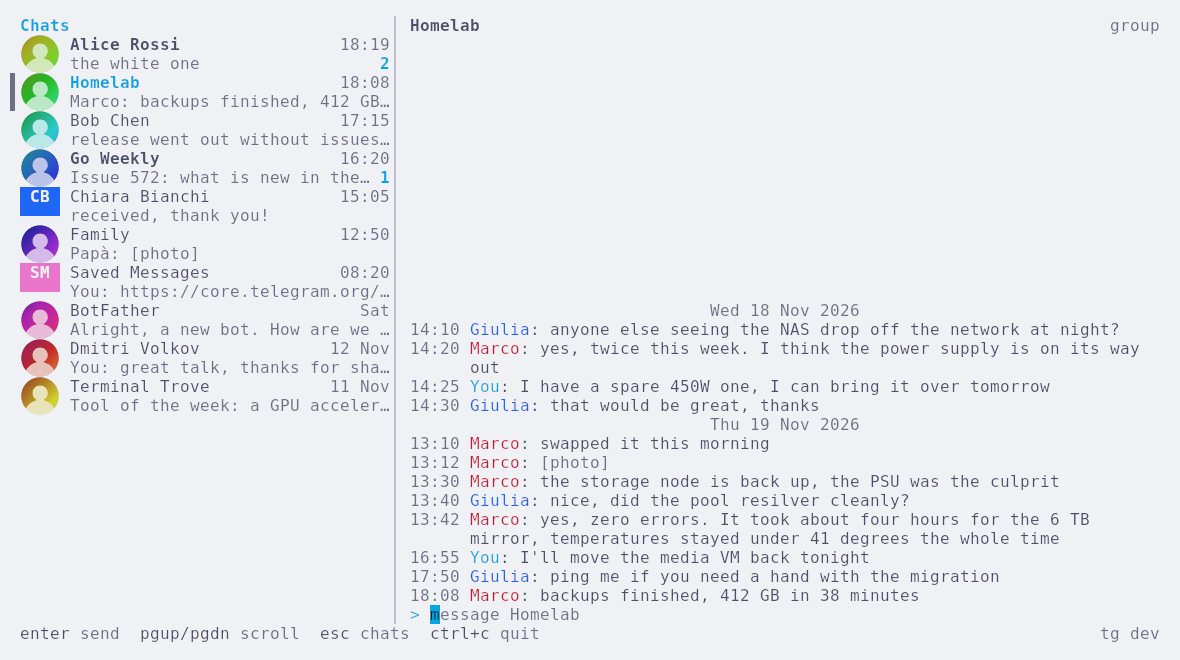 Chats
Alice Rossi 18:19
the white one 2
Homelab 18:08
Marco: backups finished, 412 GB…
Bob Chen 17:15
release went out without issues…
Go Weekly 16:20
Issue 572: what is new in the… 1
CB Chiara Bianchi 15:05
received, thank you!
Family 12:50
Papà: [photo]
SM Saved Messages 08:20
You: https://core.telegram.org/…
BotFather Sat
Alright, a new bot. How are we …
Dmitri Volkov 12 Nov
You: great talk, thanks for sha…
Terminal Trove 11 Nov
Tool of the week: a GPU acceler…
Homelab group
Wed 18 Nov 2026
14:10 Giulia: anyone else seeing the NAS drop off the network at night?
14:20 Marco: yes, twice this week. I think the power supply is on its way
out
14:25 You: I have a spare 450W one, I can bring it over tomorrow
14:30 Giulia: that would be great, thanks
Thu 19 Nov 2026
13:10 Marco: swapped it this morning
13:12 Marco: [photo]
13:30 Marco: the storage node is back up, the PSU was the culprit
13:40 Giulia: nice, did the pool resilver cleanly?
13:42 Marco: yes, zero errors. It took about four hours for the 6 TB
mirror, temperatures stayed under 41 degrees the whole time
16:55 You: I'll move the media VM back tonight
17:50 Giulia: ping me if you need a hand with the migration
18:08 Marco: backups finished, 412 GB in 38 minutes
> message Homelab
enter send pgup/pgdn scroll esc chats ctrl+c quit tg dev